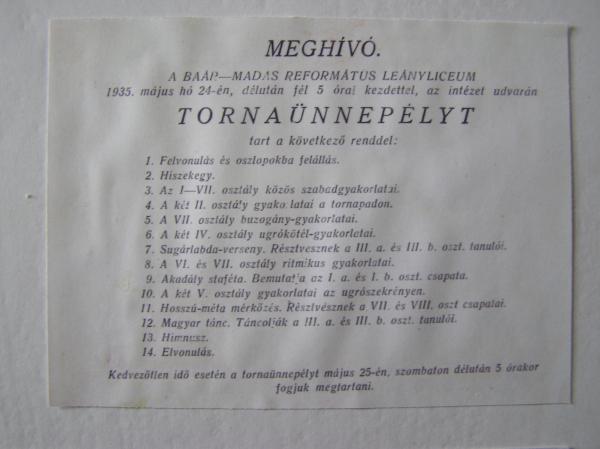 MEGHÍVÓ.
A BAÁR—MADAS REFORMÁTUS LEÁNYLICEUM
1935. május hó 24-én, délután fél 5 órai kezdettel, az intézet udvarán
TORNAÜNNEPÉLYT
tart a következő renddel:
1. Felvonulás és oszlopokba felállás.
2. Hiszekegy.
3. Az I—VII. osztály közös szabadgyakorlatai.
4. A két II. osztály gyakorlatai a tornapadon.
5. A VII. osztály buzogány-gyakorlatai.
6. A két IV. osztály ugrókötél-gyakorlatai.
7. Sugárlabda-verseny. Résztvesznek a III. a. és III. b. oszt. tanulói.
8. A VI. és VII. osztály ritmikus gyakorlatai.
9. Akadály staféta. Bemutatja az I. a. és I. b. oszt. csapata.
10. A két V. osztály gyakorlatai az ugrószekrényen.
11. Hosszú-méta mérkőzés. Résztvésznek a VII. és VIII. oszt csapatai.
12. Magyar tánc. Táncolják a III. a. és III. b. oszt. tanulói.
13. Himnusz.
14. Elvonulás.
Kedvezőtlen idő esetén a tornaünnepélyt május 25-én, szombaton délután 5 órakor
fogjuk megtartani.